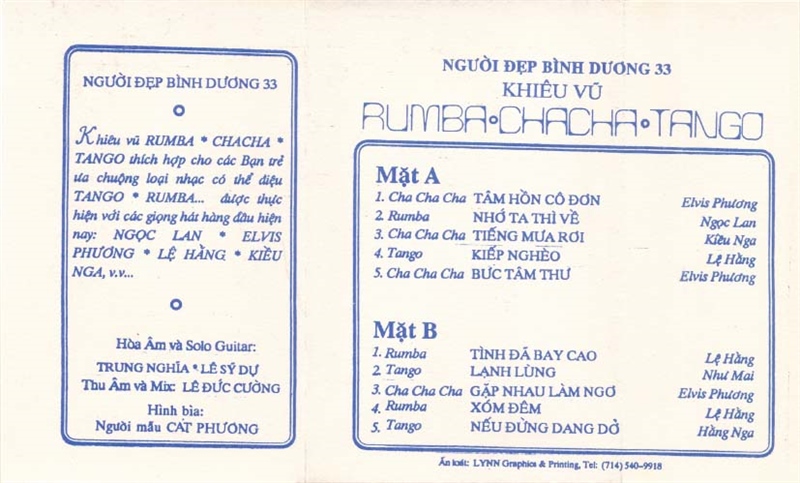 NGƯỜI ĐẸP BÌNH DƯƠNG 33
Khiêu vũ RUMBA * CHACHA *
TANGO thích hợp cho các Bạn trẻ
ưa chuộng loại nhạc có thể điệu
TANGO * RUMBA... được thực
hiện với các giọng hát hàng đầu hiện
nay: NGỌC LAN * ELVIS
PHƯƠNG * LỆ HẰNG * KIỀU
NGA, v.v...
Hòa Âm và Solo Guitar:
TRUNG NGHĨA * LÊ SỸ DỰ
Thu Âm và Mix: LÊ ĐỨC CƯỜNG
Hình bìa:
Người mẫu CÁT PHƯƠNG
NGƯỜI ĐẸP BÌNH DƯƠNG 33
KHIÊU VŨ
RUMBA•CHACHA•TANGO
Mặt A
1. Cha Cha Cha TÂM HỒN CÔ ĐƠN Elvis Phương
2. Rumba NHỚ TA THÌ VỀ Ngọc Lan
3. Cha Cha Cha TIẾNG MƯA RƠI Kiều Nga
4. Tango KIẾP NGHÈO Lệ Hằng
5. Cha Cha Cha BỨC TÂM THƯ Elvis Phương
Mặt B
1. Rumba TÌNH ĐÃ BAY CAO Lệ Hằng
2. Tango LẠNH LÙNG Như Mai
3. Cha Cha Cha GẶP NHAU LÀM NGƠ Elvis Phương
4. Rumba XÓM ĐÊM Lệ Hằng
5. Tango NẾU ĐỪNG DANG DỞ Hằng Nga
Ấn loát: LYNN Graphics & Printing, Tel: (714) 540-9918